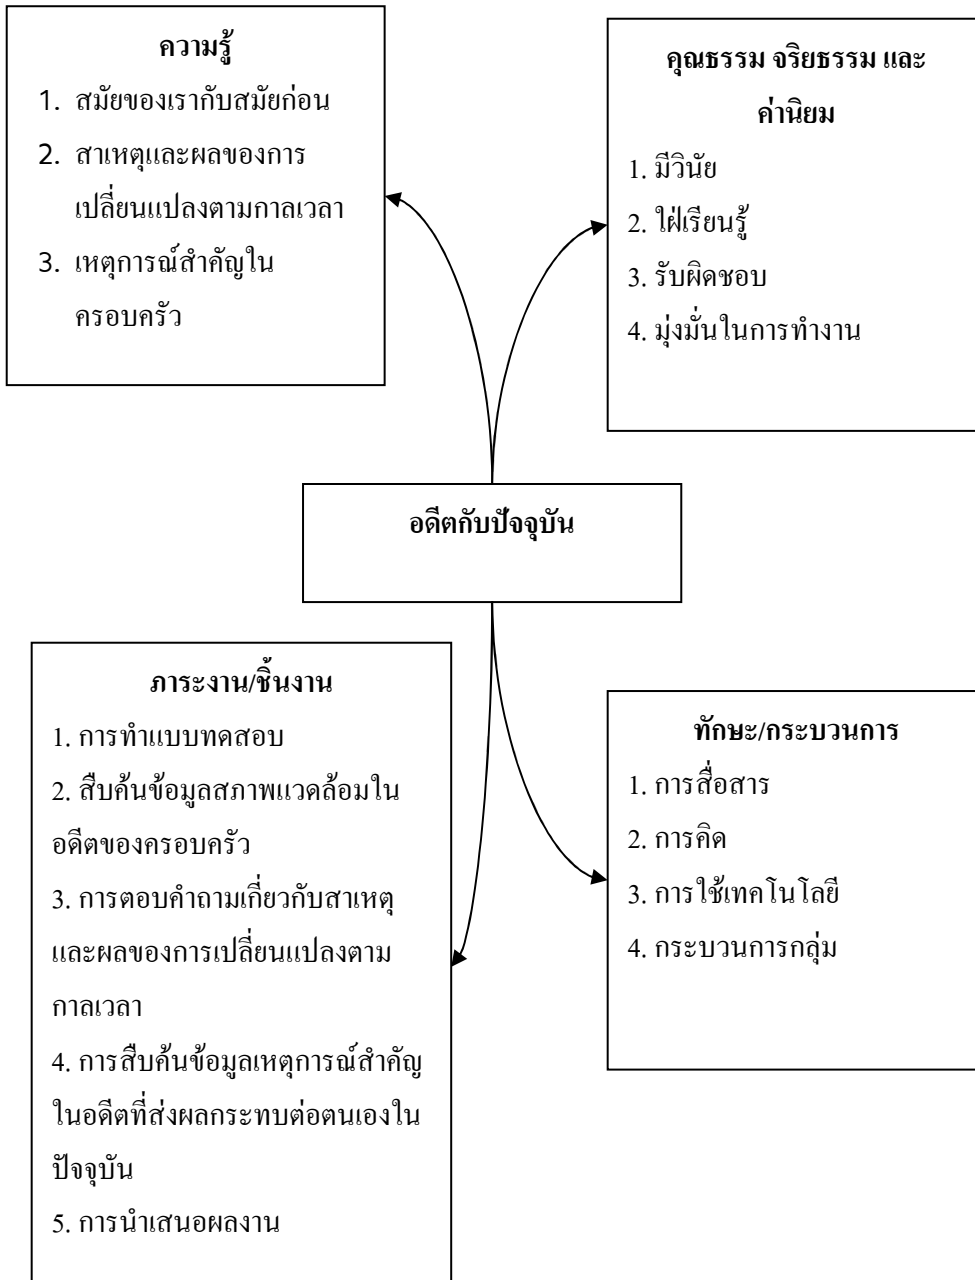 ความรู้
1. สมัยของเรากับสมัยก่อน
2. สาเหตุและผลของการ
เปลี่ยนแปลงตามกาลเวลา
3. เหตุการณ์สำคัญใน
ครอบครัว
คุณธรรม จริยธรรม และ
ค่านิยม
1. มีวินัย
2. ใฝ่เรียนรู้
3. รับผิดชอบ
4. มุ่งมั่นในการทำงาน
อดีตกับปัจจุบัน
ภาระงาน/ชิ้นงาน
1. การทำแบบทดสอบ
2. สืบค้นข้อมูลสภาพแวดล้อมใน
อดีตของครอบครัว
3. การตอบคำถามเกี่ยวกับสาเหตุ
และผลของการเปลี่ยนแปลงตาม
กาลเวลา
4. การสืบค้นข้อมูลเหตุการณ์สำคัญ
ในอดีตที่ส่งผลกระทบต่อตนเองใน
ปัจจุบัน
5. การนำเสนอผลงาน
ทักษะ/กระบวนการ
1. การสื่อสาร
2. การคิด
3. การใช้เทคโนโลยี
4. กระบวนการกลุ่ม